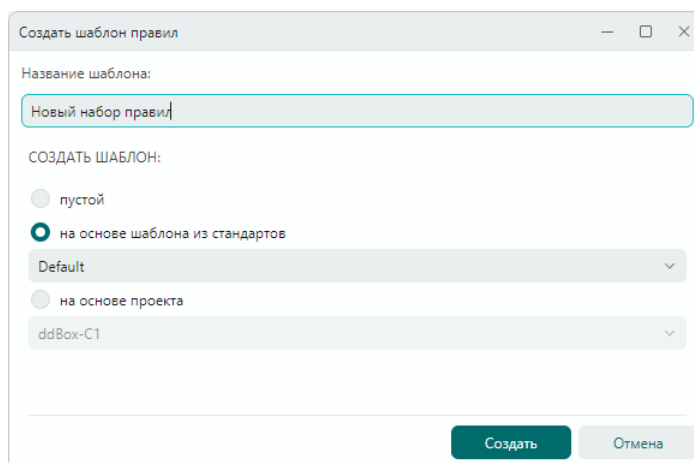 Создать шаблон правил
Название шаблона:
Новый набор правил
СОЗДАТЬ ШАБЛОН:
пустой
на основе шаблона из стандартов
Default
на основе проекта
ddBox-C1
Создать Отмена